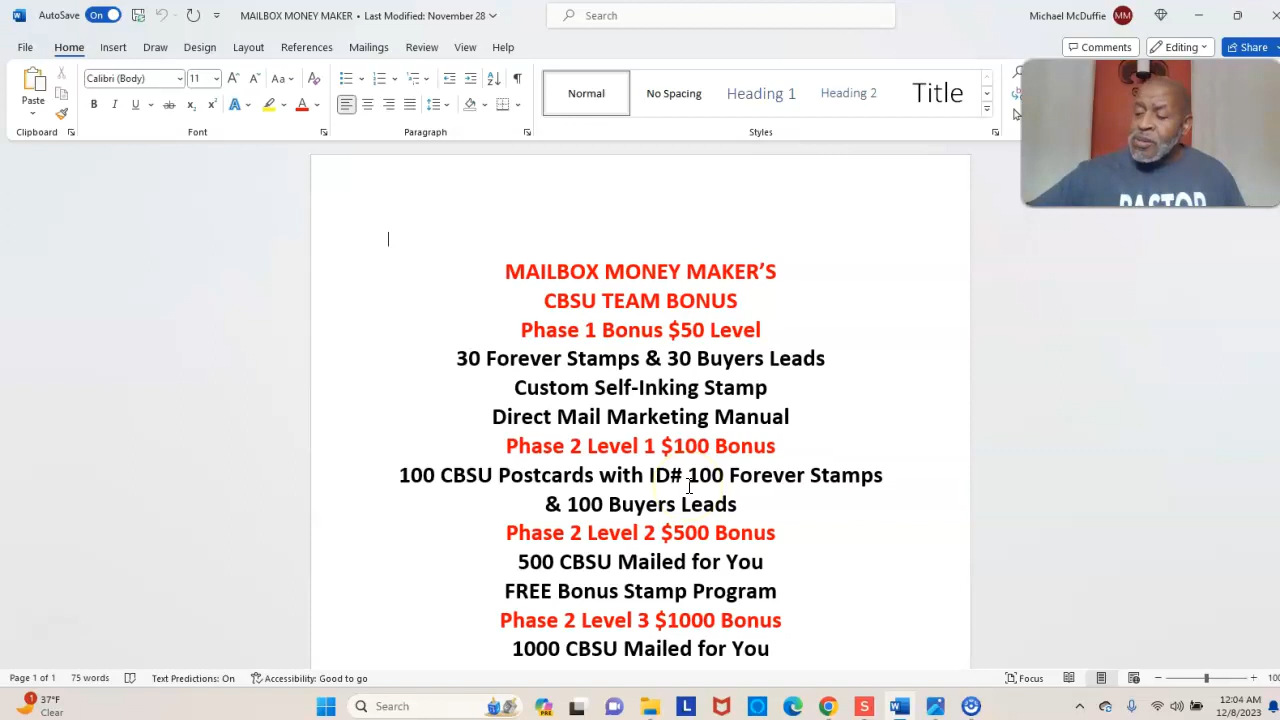 AutoSave On MAILBOX MONEY MAKER • Last Modified: November 28 Search Michael McDuffie MM
File Home Insert Draw Design Layout References Mailings Review View Help Comments Editing Share
Paste Calibri (Body) 11 Aa Normal No Spacing Heading 1 Heading 2 Title
B I U ab x₂ x² A A
Clipboard Font Paragraph Styles
PASTOR
MAILBOX MONEY MAKER’S
CBSU TEAM BONUS
Phase 1 Bonus $50 Level
30 Forever Stamps & 30 Buyers Leads
Custom Self-Inking Stamp
Direct Mail Marketing Manual
Phase 2 Level 1 $100 Bonus
100 CBSU Postcards with ID# 100 Forever Stamps
& 100 Buyers Leads
Phase 2 Level 2 $500 Bonus
500 CBSU Mailed for You
FREE Bonus Stamp Program
Phase 2 Level 3 $1000 Bonus
1000 CBSU Mailed for You
Page 1 of 1 75 words Text Predictions: On Accessibility: Good to go Focus 100
37°F
Clear
Search
12:04 AM
12/8/2023